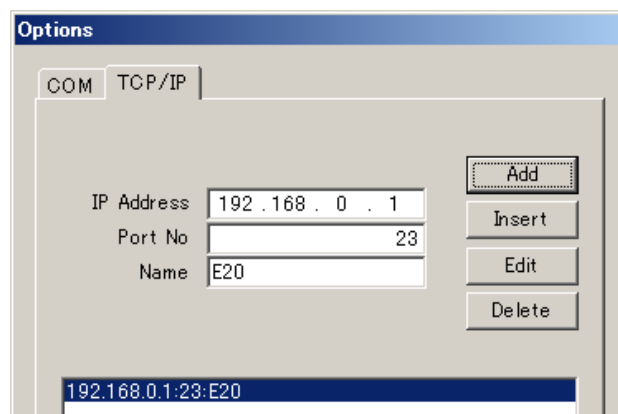 Options
COM TCP/IP
Add
IP Address 192 .168 . 0 . 1
Insert
Port No 23
Name E20
Edit
Delete
192.168.0.1:23:E20